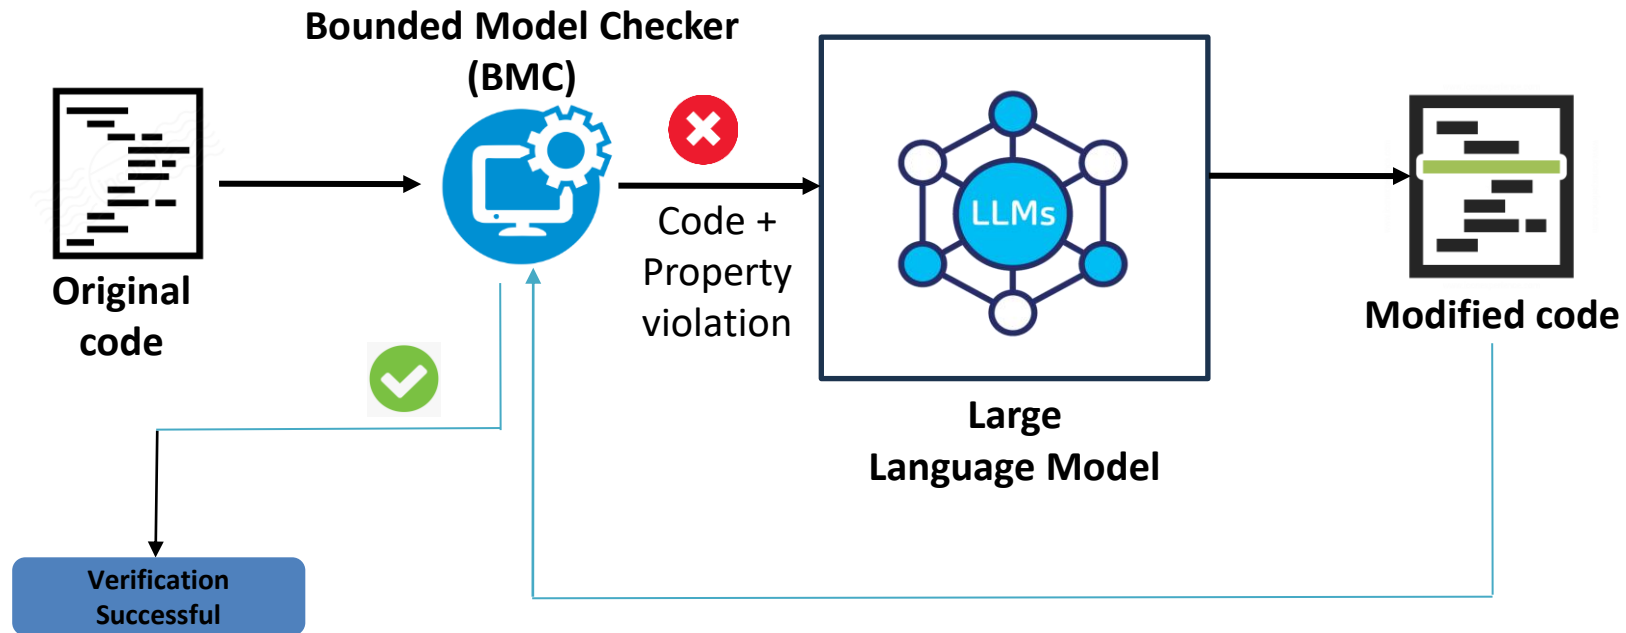 Bounded Model Checker
(BMC)
Original
code
Code +
Property
violation
LLMs
Large
Language Model
Modified code
Verification
Successful